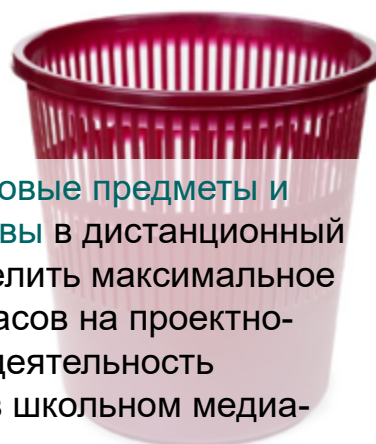 овые предметы и
вы в дистанционный
елить максимальное
асов на проектно-
деятельность
в школьном медиа-